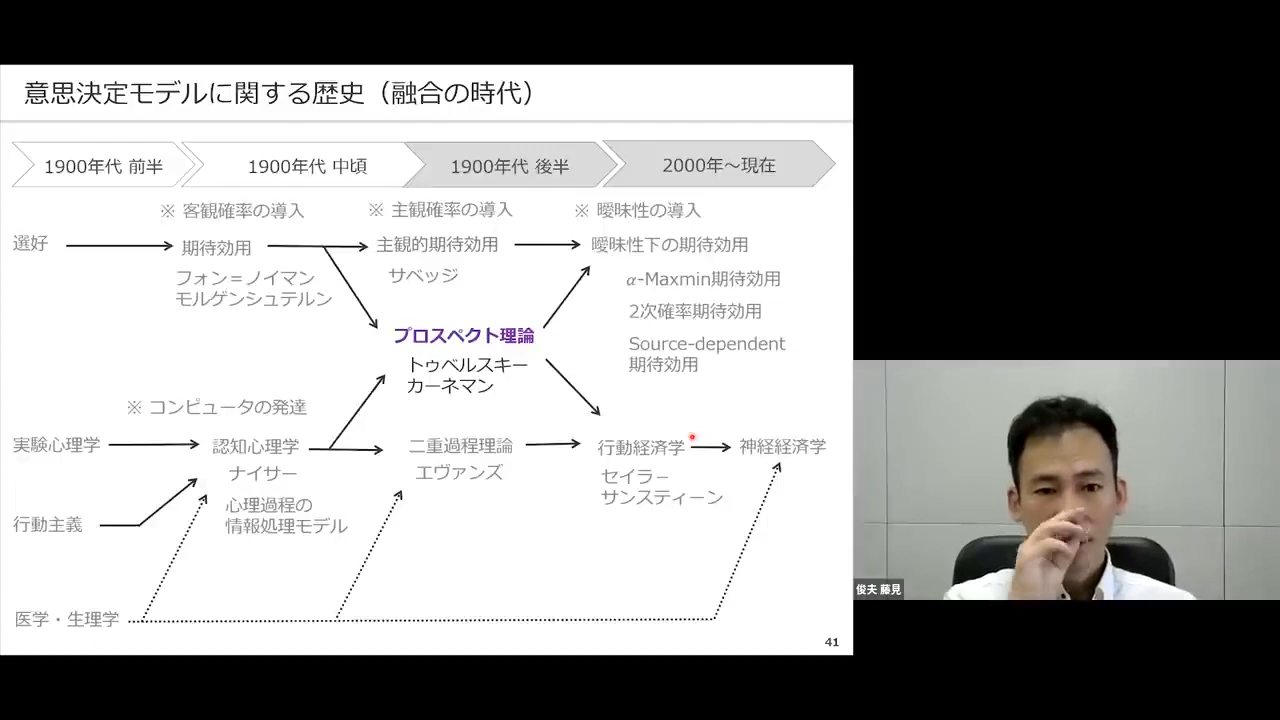 意思決定モデルに関する歴史（融合の時代）
1900年代 前半
1900年代 中頃
1900年代 後半
2000年～現在
※ 客観確率の導入
※ 主観確率の導入
※ 曖昧性の導入
選好
期待効用
主観的期待効用
曖昧性下の期待効用
フォン＝ノイマン
モルゲンシュテルン
サベッジ
α-Maxmin期待効用
2次確率期待効用
プロスペクト理論
Source-dependent
期待効用
トゥベルスキー
カーネマン
※ コンピュータの発達
実験心理学
認知心理学
二重過程理論
行動経済学
神経経済学
ナイサー
エヴァンズ
セイラー
サンスティーン
心理過程の
情報処理モデル
行動主義
医学・生理学
41
俊夫 藤見